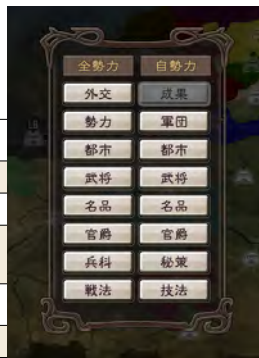 全勢力 自勢力
外交 成果
勢力 軍団
都市 都市
武将 武将
名品 名品
官爵 官爵
兵科 秘策
戦法 技法